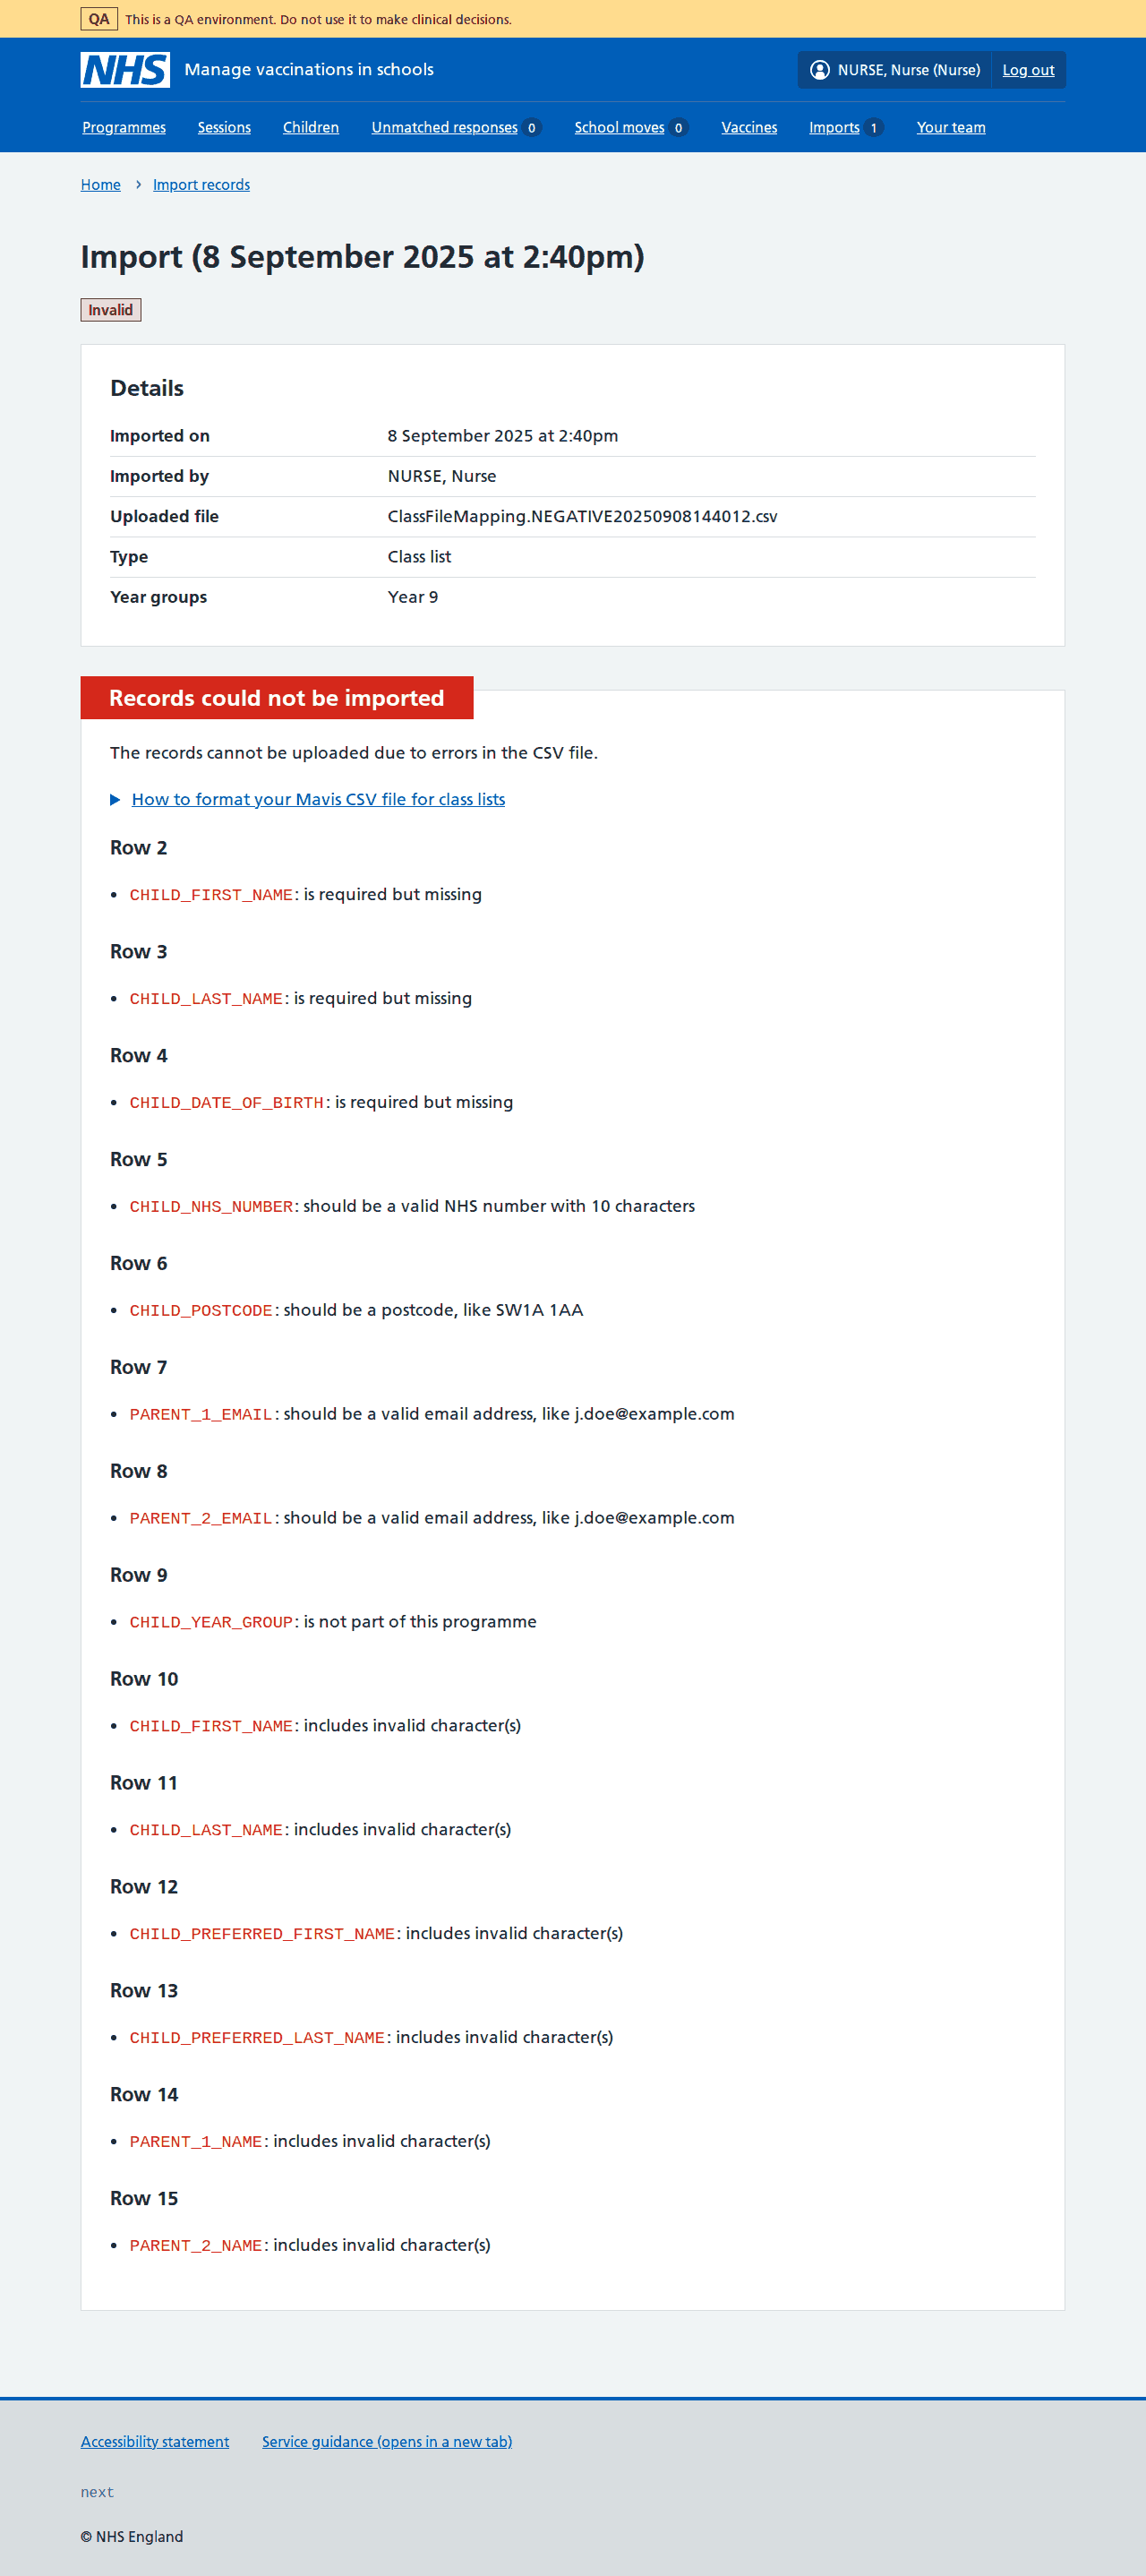 QA This is a QA environment. Do not use it to make clinical decisions.
NHS Manage vaccinations in schools NURSE, Nurse (Nurse) Log out
Programmes Sessions Children Unmatched responses 0 School moves 0 Vaccines Imports 1 Your team
Home Import records
Import (8 September 2025 at 2:40pm)
Invalid
Details
Imported on 8 September 2025 at 2:40pm
Imported by NURSE, Nurse
Uploaded file ClassFileMapping.NEGATIVE20250908144012.csv
Type Class list
Year groups Year 9
Records could not be imported
The records cannot be uploaded due to errors in the CSV file.
How to format your Mavis CSV file for class lists
Row 2
• CHILD_FIRST_NAME: is required but missing
Row 3
• CHILD_LAST_NAME: is required but missing
Row 4
• CHILD_DATE_OF_BIRTH: is required but missing
Row 5
• CHILD_NHS_NUMBER: should be a valid NHS number with 10 characters
Row 6
• CHILD_POSTCODE: should be a postcode, like SW1A 1AA
Row 7
• PARENT_1_EMAIL: should be a valid email address, like j.doe@example.com
Row 8
• PARENT_2_EMAIL: should be a valid email address, like j.doe@example.com
Row 9
• CHILD_YEAR_GROUP: is not part of this programme
Row 10
• CHILD_FIRST_NAME: includes invalid character(s)
Row 11
• CHILD_LAST_NAME: includes invalid character(s)
Row 12
• CHILD_PREFERRED_FIRST_NAME: includes invalid character(s)
Row 13
• CHILD_PREFERRED_LAST_NAME: includes invalid character(s)
Row 14
• PARENT_1_NAME: includes invalid character(s)
Row 15
• PARENT_2_NAME: includes invalid character(s)
Accessibility statement Service guidance (opens in a new tab)
next
© NHS England